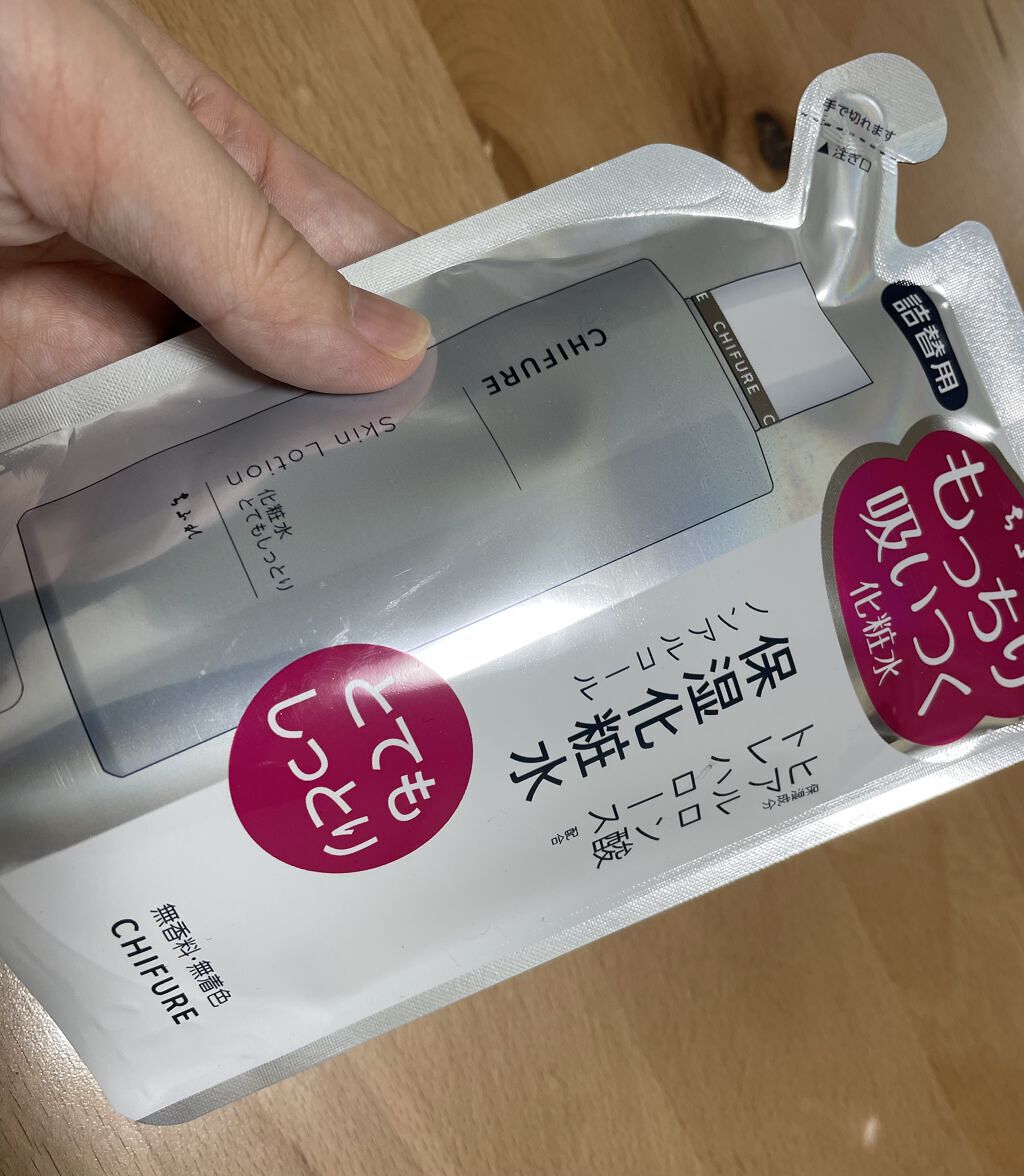 手で切れます
▲注ぎ口
詰替用
もっちり
吸いつく
化粧水
CHIFURE
CHIFURE
Skin Lotion
化粧水
とてもしっとり
ちふれ
保湿化粧水
ノンアルコール
保湿成分
ヒアルロン酸
トレハロース
配合
とても
しっとり
無香料・無着色
CHIFURE